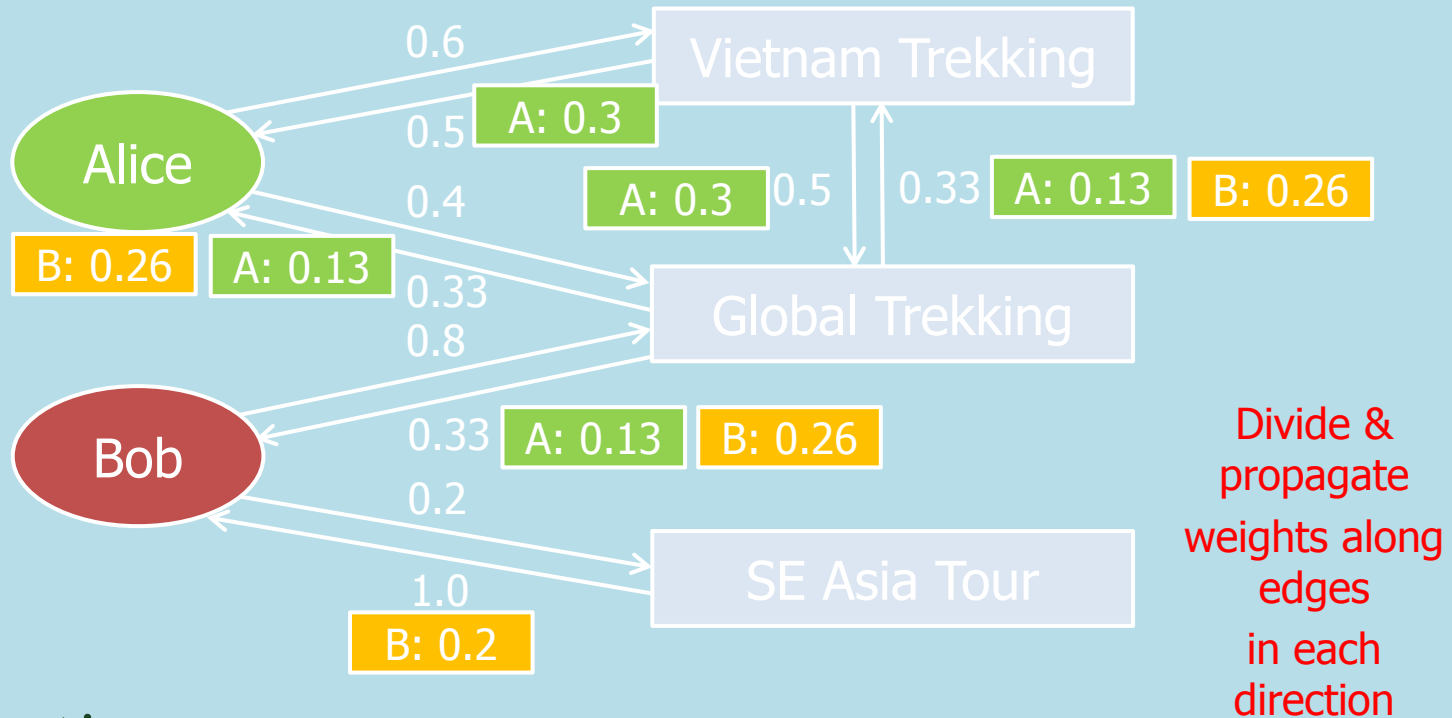 0.6
Vietnam Trekking
0.5
A: 0.3
Alice
A: 0.3
0.5
0.33
A: 0.13
B: 0.26
0.4
B: 0.26
A: 0.13
0.33
Global Trekking
0.8
Bob
0.33
A: 0.13
B: 0.26
0.2
SE Asia Tour
1.0
B: 0.2
Divide &
propagate
weights along
edges
in each
direction